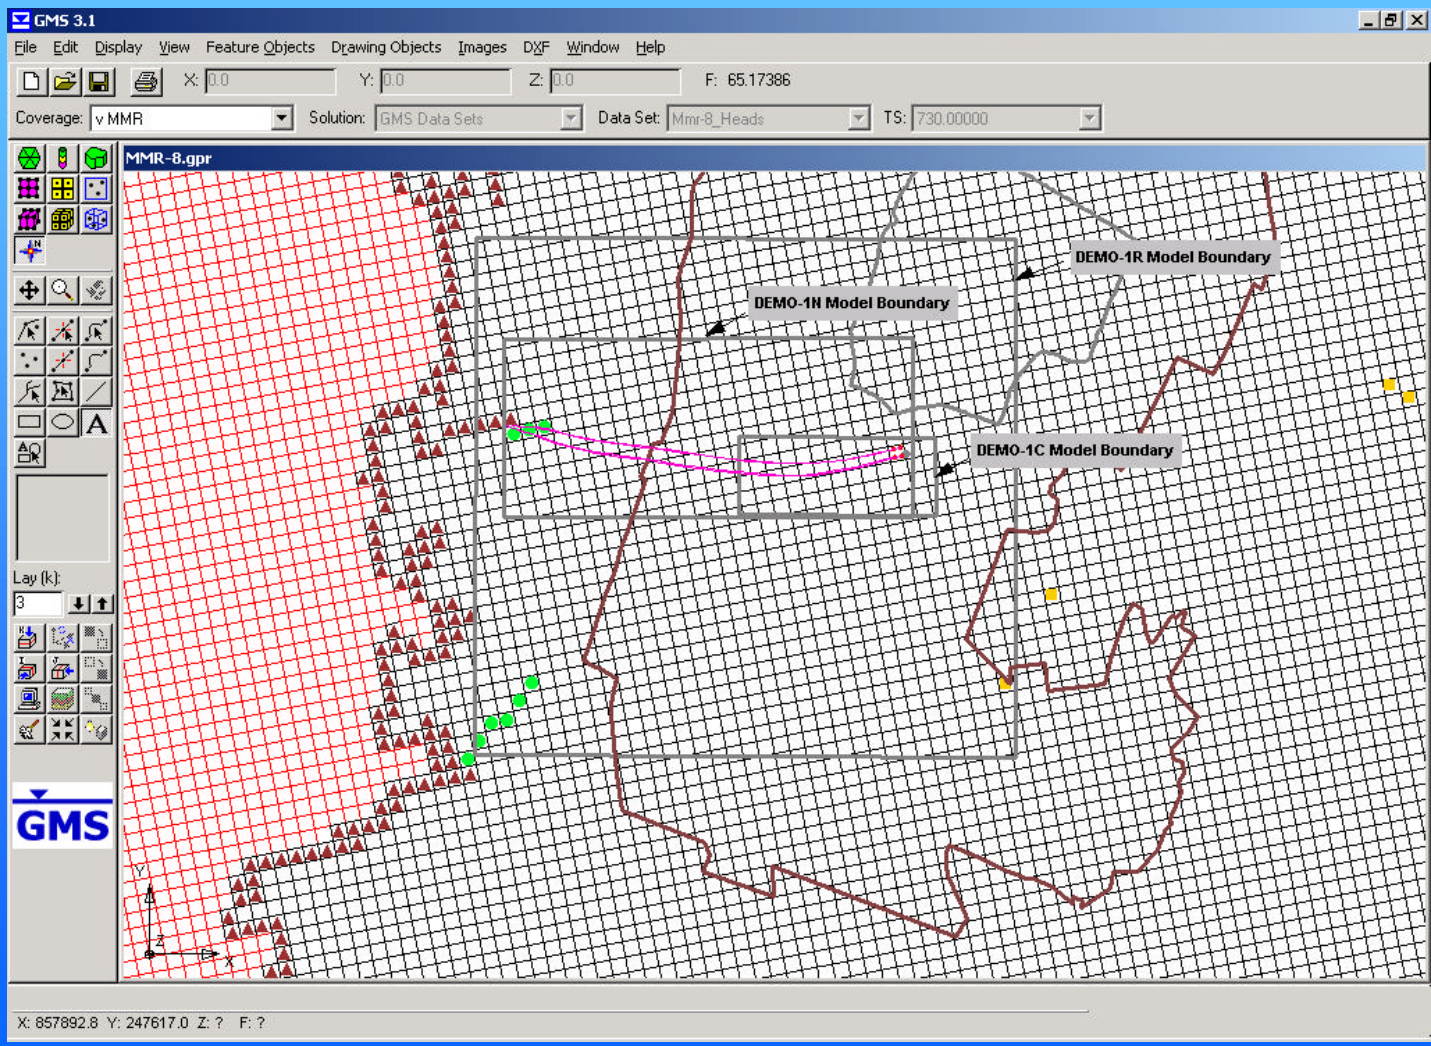 GMS 3.1
File Edit Display View Feature Objects Drawing Objects Images DXF Window Help
X: 0.0 Y: 0.0 Z: 0.0 F: 65.17386
Coverage: v MMR Solution: GMS Data Sets Data Set: Mmr-8_Heads TS: 730.00000
MMR-8.gpr
N
DEMO-1R Model Boundary
DEMO-1N Model Boundary
A
DEMO-1C Model Boundary
Lay (k):
3
GMS
Y
Z
X
X: 857892.8 Y: 247617.0 Z: ? F: ?